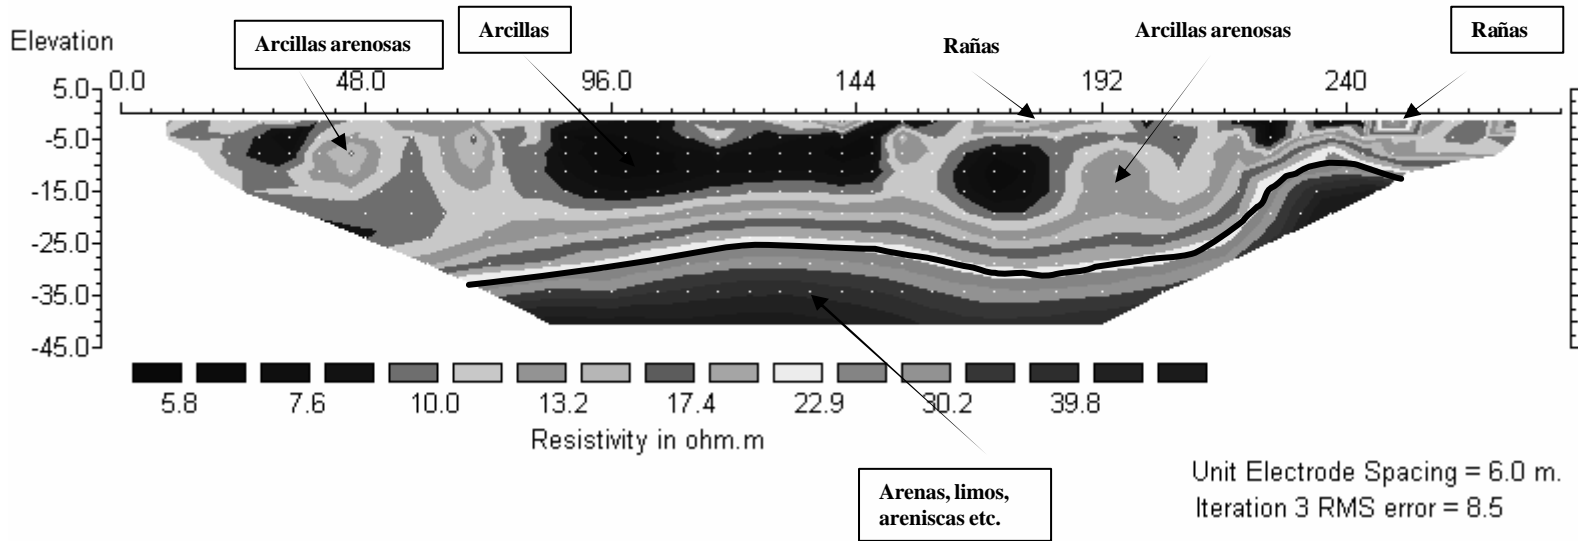 Elevation
Arcillas arenosas
Arcillas
Rañas
Arcillas arenosas
Rañas
0.0 48.0 96.0 144 192 240
5.0
-5.0
-15.0
-25.0
-35.0
-45.0
5.8 7.6 10.0 13.2 17.4 22.9 30.2 39.8
Resistivity in ohm.m
Arenas, limos,
areniscas etc.
Unit Electrode Spacing = 6.0 m.
Iteration 3 RMS error = 8.5